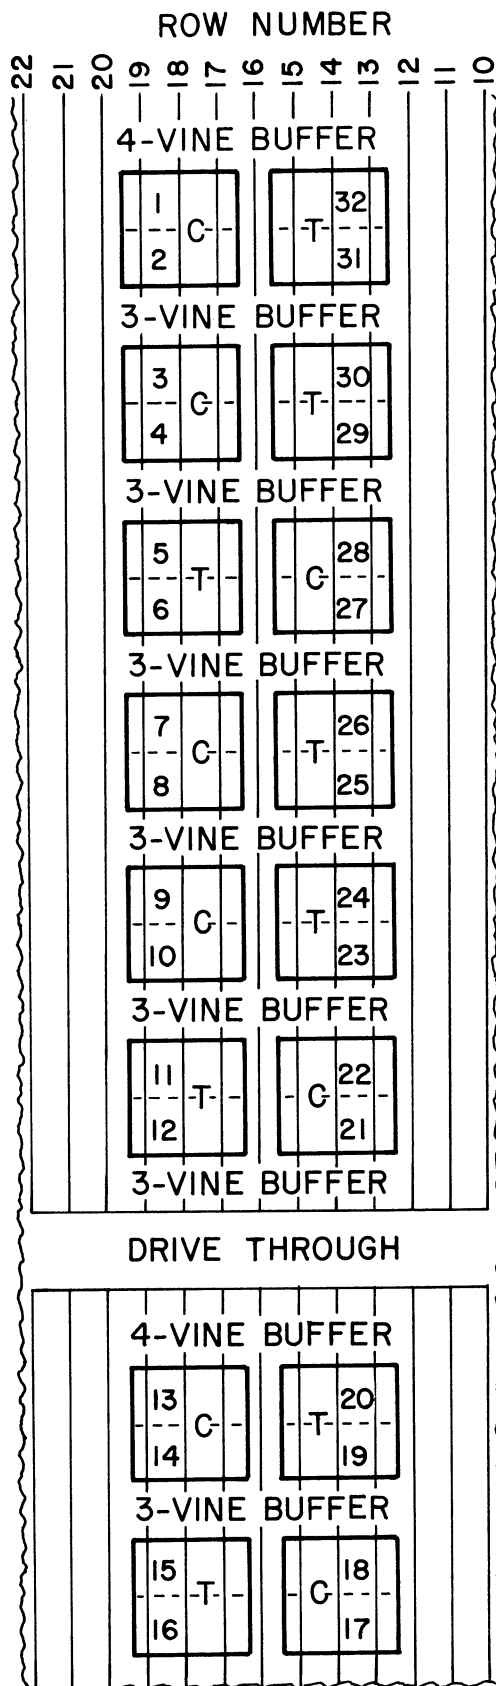 ROW NUMBER
22 21 20 19 18 17 16 15 14 13 12 10
4-VINE BUFFER
1 32
C T
2 31
3-VINE BUFFER
3 30
C T
4 29
3-VINE BUFFER
5 28
T C
6 27
3-VINE BUFFER
7 26
C T
8 25
3-VINE BUFFER
9 24
C T
10 23
3-VINE BUFFER
11 22
T C
12 21
3-VINE BUFFER
DRIVE THROUGH
4-VINE BUFFER
13 20
C T
14 19
3-VINE BUFFER
15 18
T C
16 17